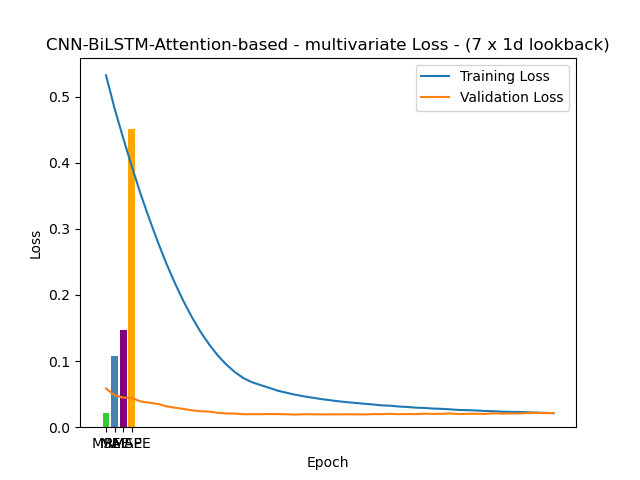 CNN-BiLSTM-Attention-based - multivariate Loss - (7 x 1d lookback)
Training Loss
Validation Loss
0.5
0.4
0.3
0.2
0.1
0.0
Loss
Epoch